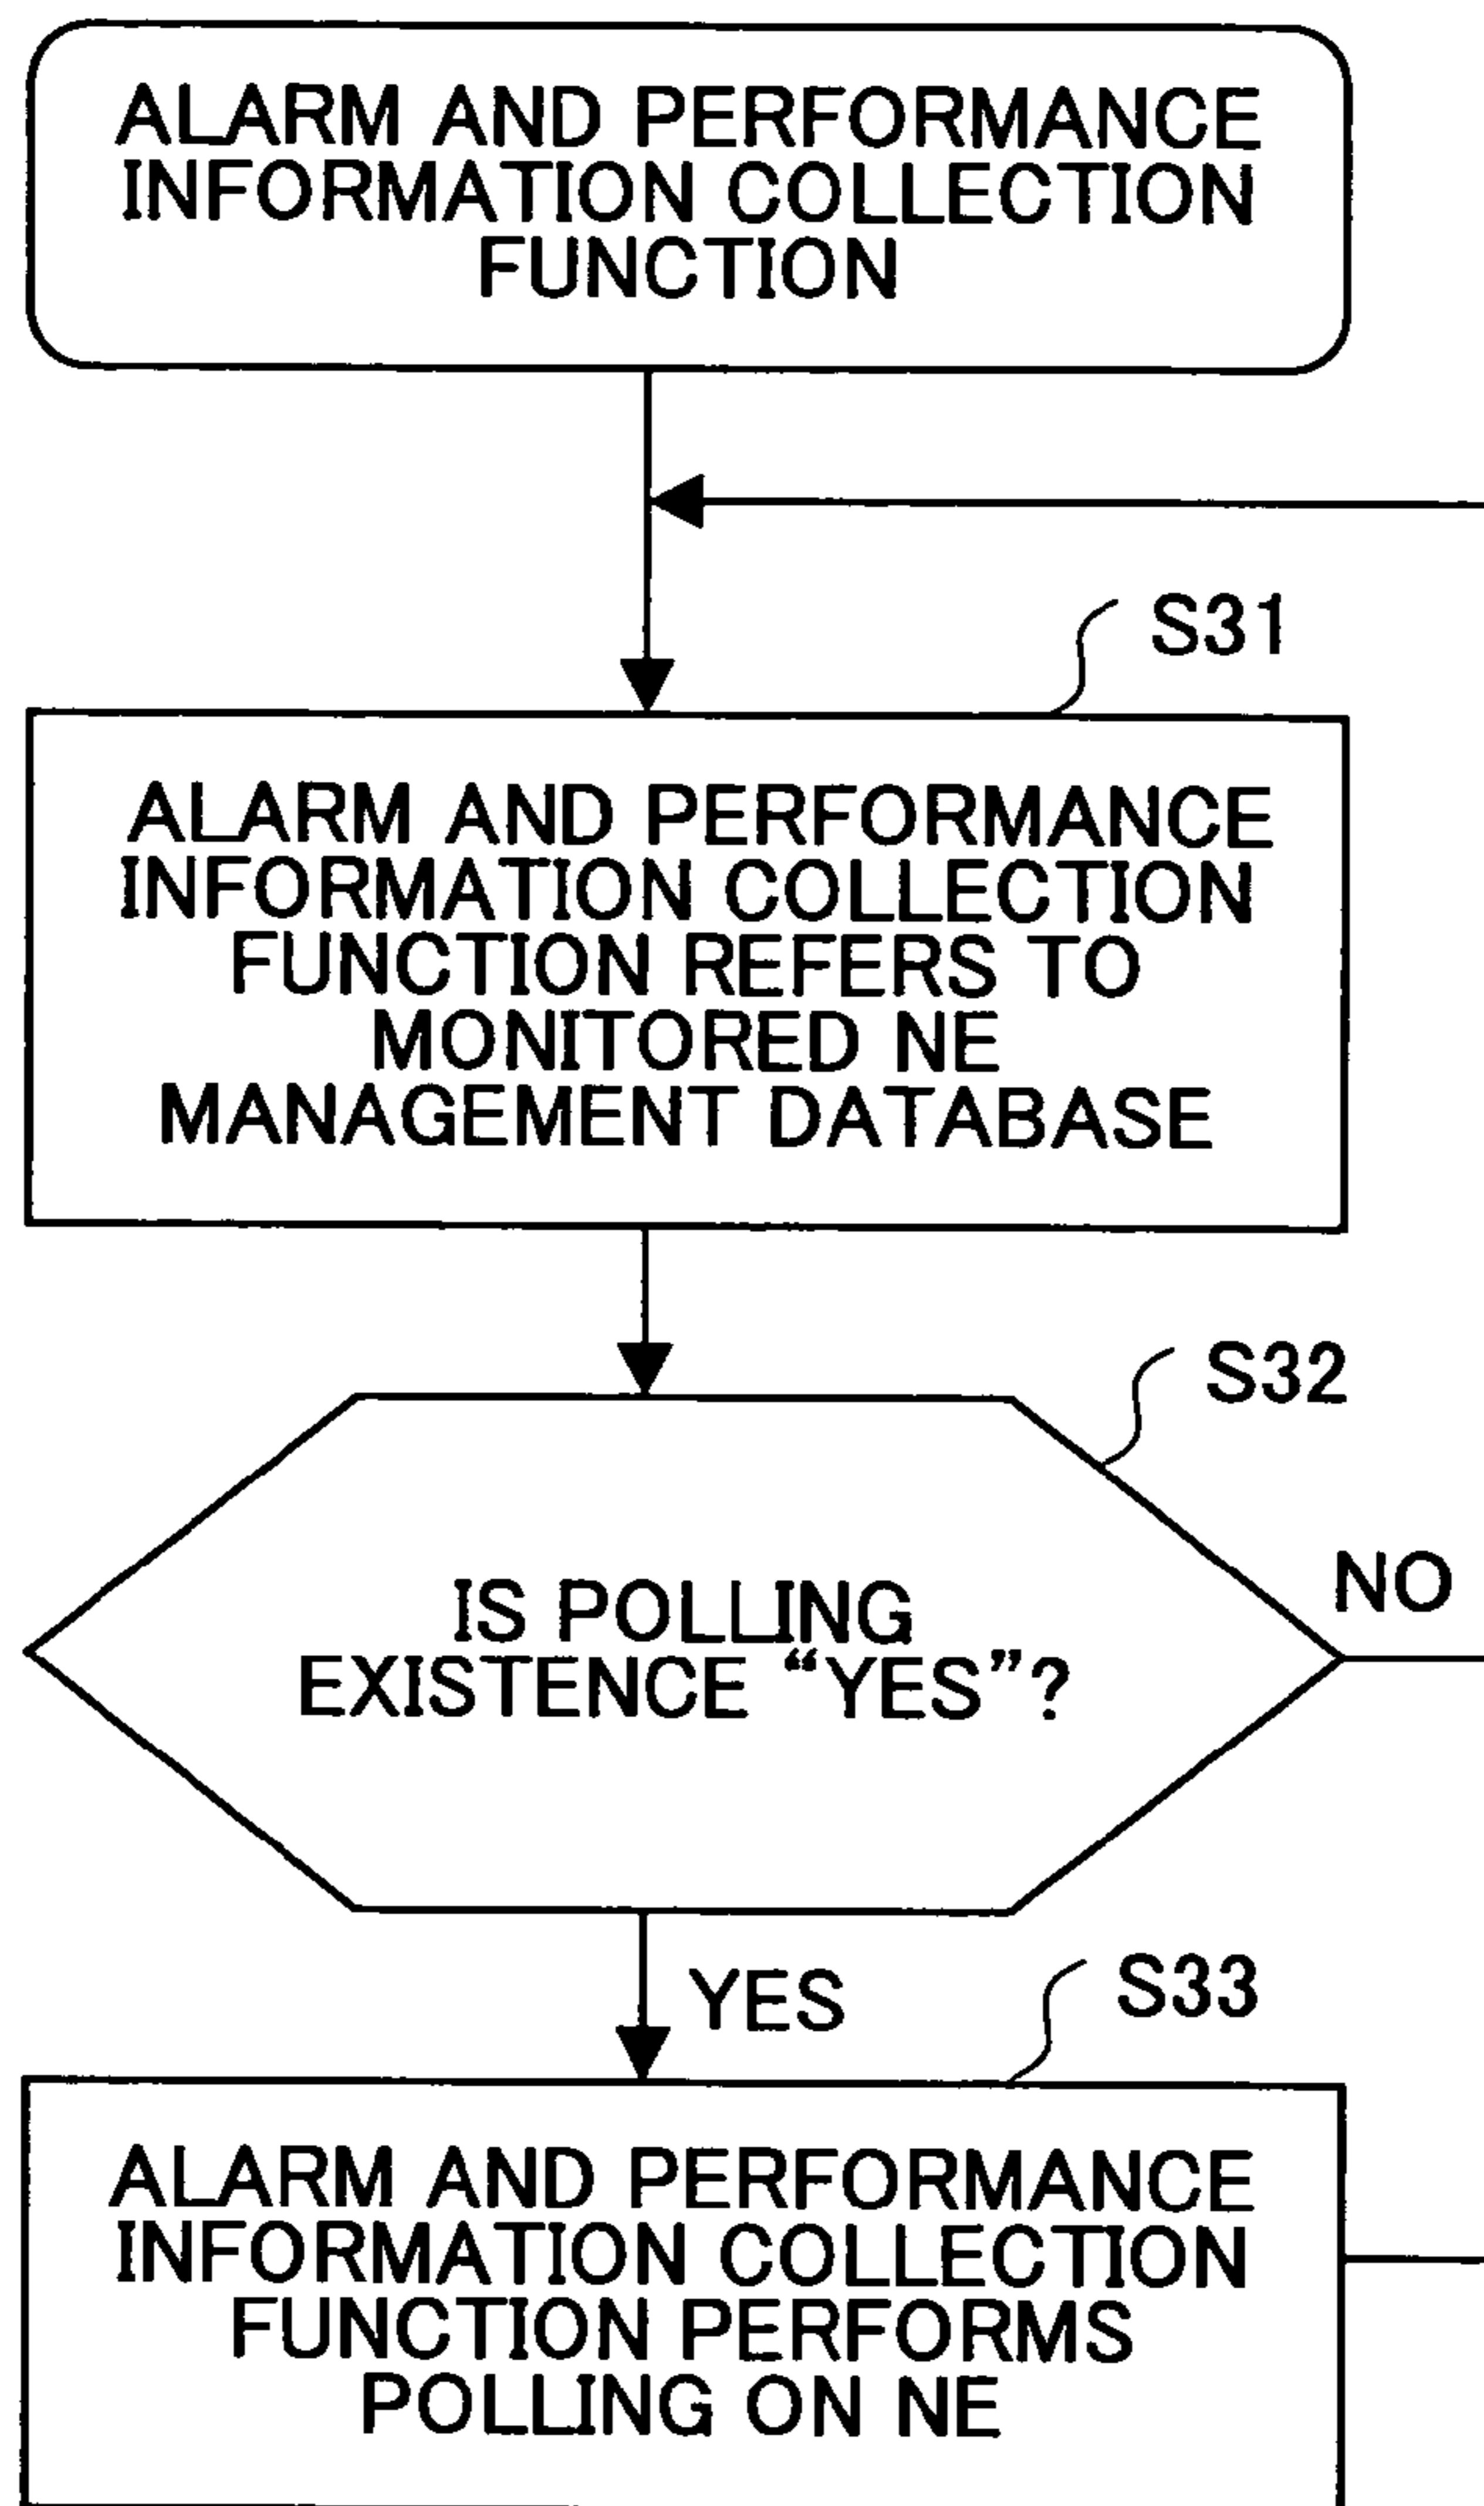 ALARM AND PERFORMANCE
INFORMATION COLLECTION
FUNCTION
S31
ALARM AND PERFORMANCE
INFORMATION COLLECTION
FUNCTION REFERS TO
MONITORED NE
MANAGEMENT DATABASE
S32
IS POLLING
EXISTENCE “YES”?
NO
YES
S33
ALARM AND PERFORMANCE
INFORMATION COLLECTION
FUNCTION PERFORMS
POLLING ON NE